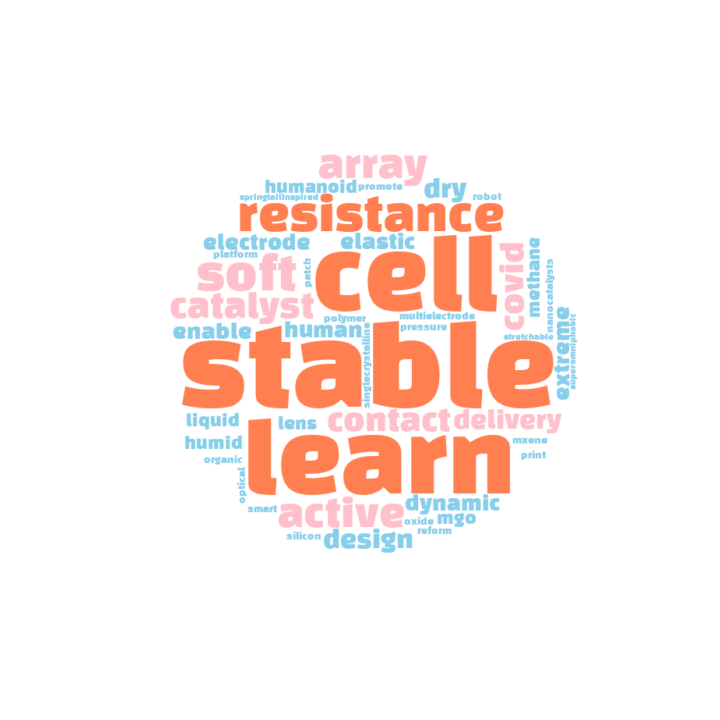 array
humanoid promote dry robot
springtailinspired
resistance
electrode elastic
platform
cell
soft
patch
covid
methane
nanocatalysts
catalyst
polymer multielectrode
enable human pressure
stretchable
extreme
superomniphobic
singlecrystalline
stable
liquid lens contact delivery
humid learn mxene
organic print
optical
smart active dynamic
oxide mgo
silicon design reform